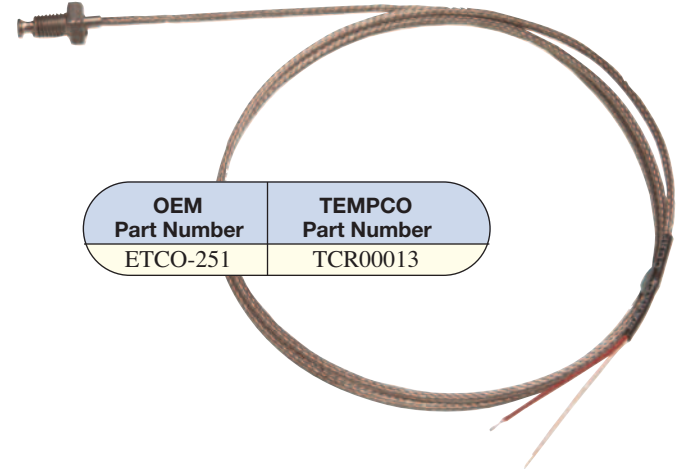 OEM
Part Number
TEMPCO
Part Number
ETCO-251
TCR00013